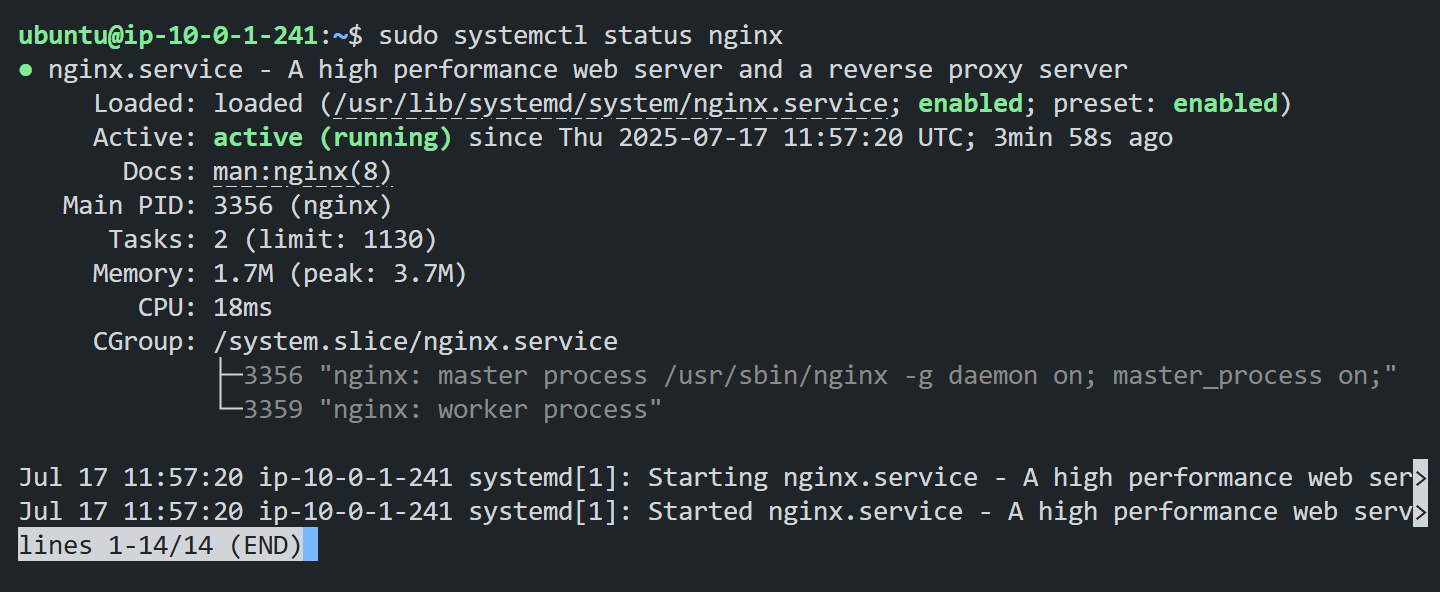 ubuntu@ip-10-0-1-241:~$ sudo systemctl status nginx
● nginx.service - A high performance web server and a reverse proxy server
     Loaded: loaded (/usr/lib/systemd/system/nginx.service; enabled; preset: enabled)
     Active: active (running) since Thu 2025-07-17 11:57:20 UTC; 3min 58s ago
       Docs: man:nginx(8)
   Main PID: 3356 (nginx)
      Tasks: 2 (limit: 1130)
     Memory: 1.7M (peak: 3.7M)
        CPU: 18ms
     CGroup: /system.slice/nginx.service
             ├─3356 "nginx: master process /usr/sbin/nginx -g daemon on; master_process on;"
             └─3359 "nginx: worker process"

Jul 17 11:57:20 ip-10-0-1-241 systemd[1]: Starting nginx.service - A high performance web ser>
Jul 17 11:57:20 ip-10-0-1-241 systemd[1]: Started nginx.service - A high performance web serv>
lines 1-14/14 (END)